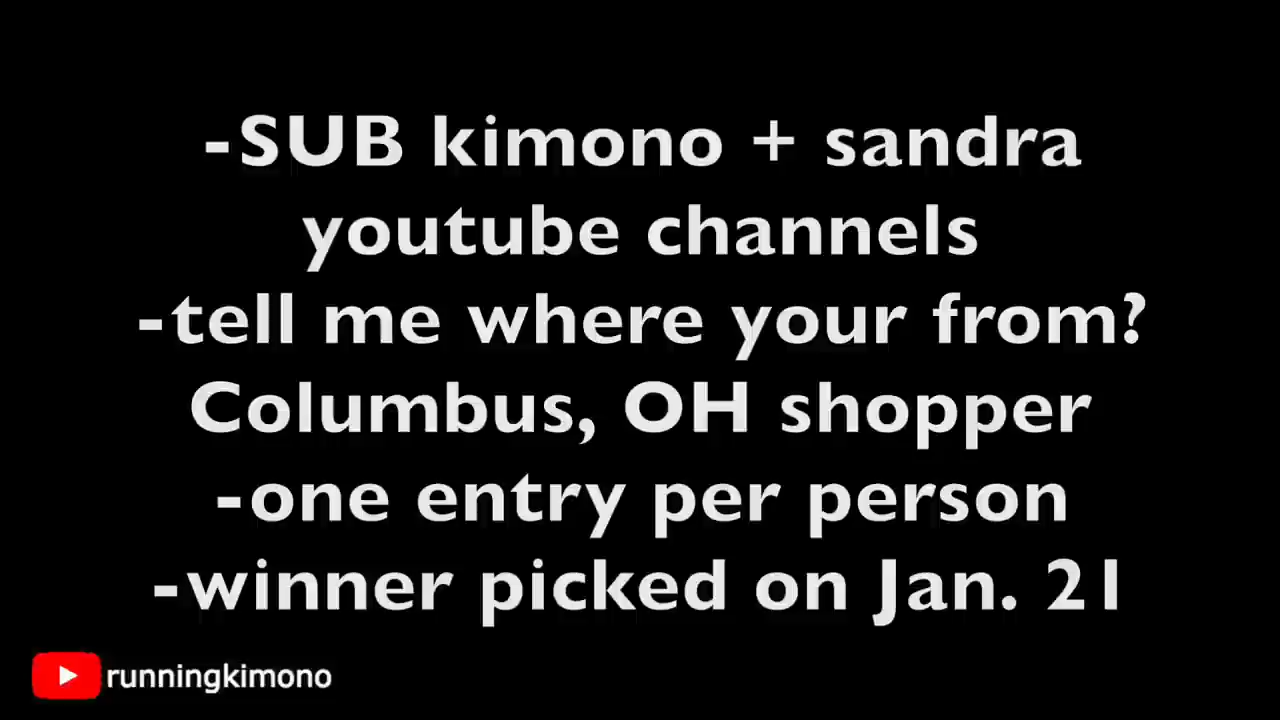 -SUB kimono + sandra
youtube channels
-tell me where your from?
Columbus, OH shopper
-one entry per person
-winner picked on Jan. 21
runningkimono